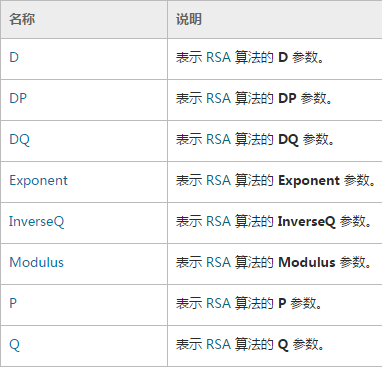 名称 说明
D 表示 RSA 算法的 D 参数。
DP 表示 RSA 算法的 DP 参数。
DQ 表示 RSA 算法的 DQ 参数。
Exponent 表示 RSA 算法的 Exponent 参数。
InverseQ 表示 RSA 算法的 InverseQ 参数。
Modulus 表示 RSA 算法的 Modulus 参数。
P 表示 RSA 算法的 P 参数。
Q 表示 RSA 算法的 Q 参数。